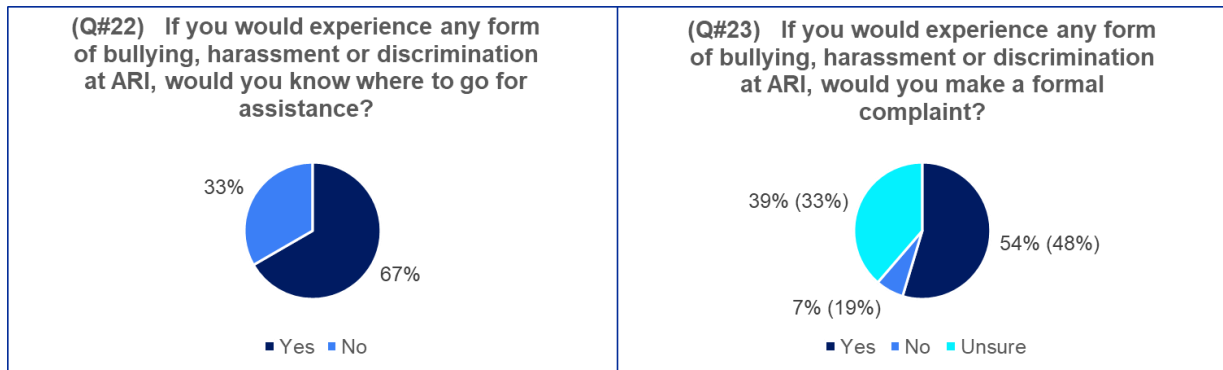 (Q#22) If you would experience any form
of bullying, harassment or discrimination
at ARI, would you know where to go for
assistance?
33%
67%
Yes No
(Q#23) If you would experience any form
of bullying, harassment or discrimination
at ARI, would you make a formal
complaint?
39% (33%)
54% (48%)
7% (19%)
Yes No Unsure